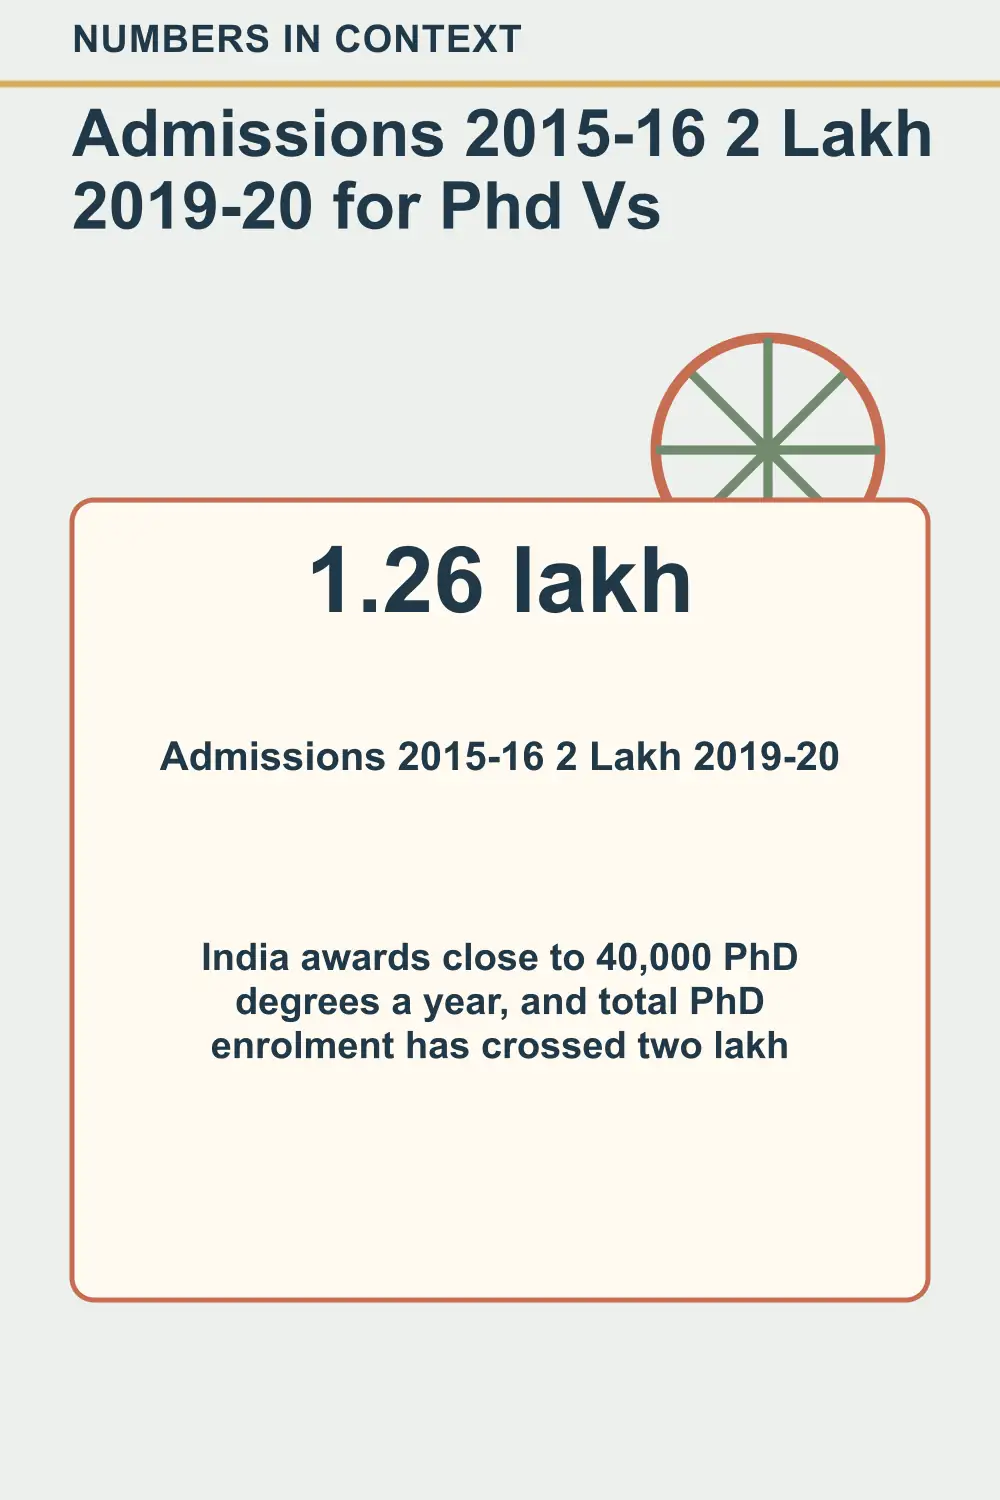 NUMBERS IN CONTEXT
Admissions 2015-16 2 Lakh
2019-20 for Phd Vs
1.26 lakh
Admissions 2015-16 2 Lakh 2019-20
India awards close to 40,000 PhD
degrees a year, and total PhD
enrolment has crossed two lakh